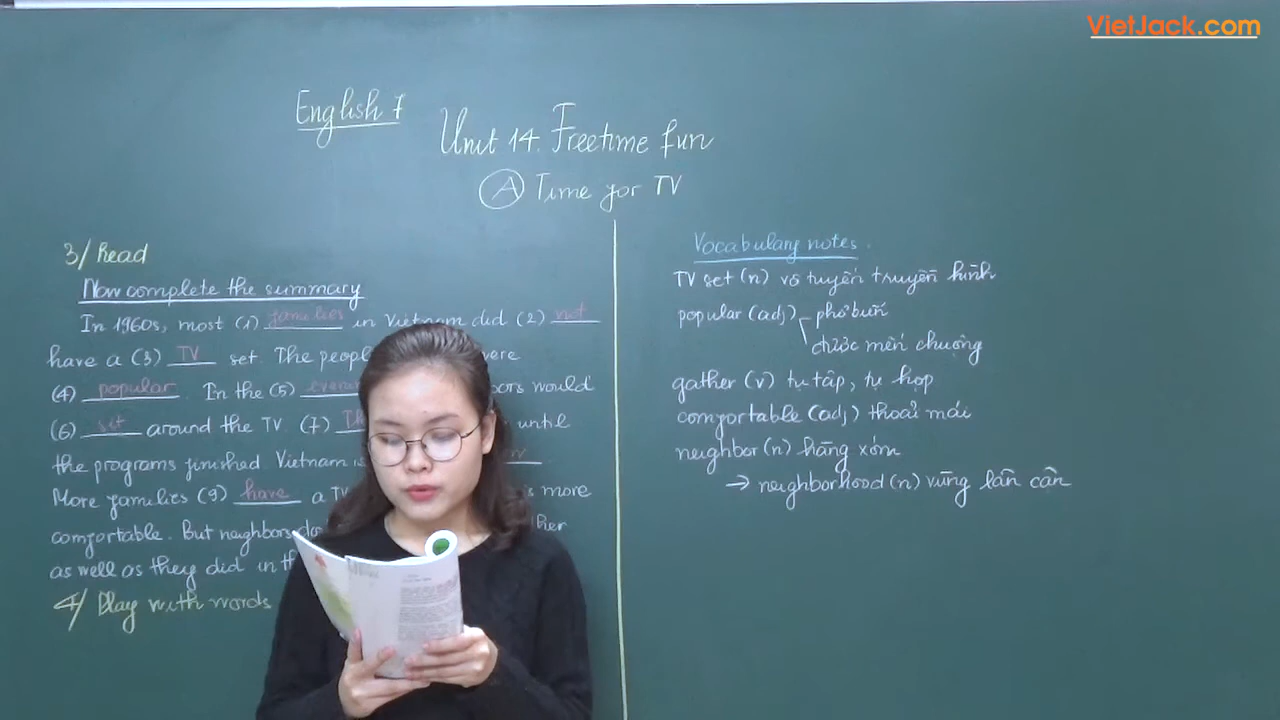 VietJack.com
English 7
Unit 14. Freetime fun
A Time for TV
3/ Read
Now complete the summary
In 1960s, most (1) families in Vietnam did (2) not
have a (3) TV set. The people were
(4) popular. In the (5) would
(6) set around the TV. (7) until
the programs finished Vietnam
More families (9) have a TV more
comfortable. But neighbors
as well as they did in
4/ Play with words
Vocabulary notes.
TV set (n) vô tuyến truyền hình
popular (adj) phổ biến
được mến chuộng
gather (v) tụ tập, tụ họp
comfortable (adj) thoải mái
neighbor (n) hàng xóm
→ neighborhood (n) vùng lân cận